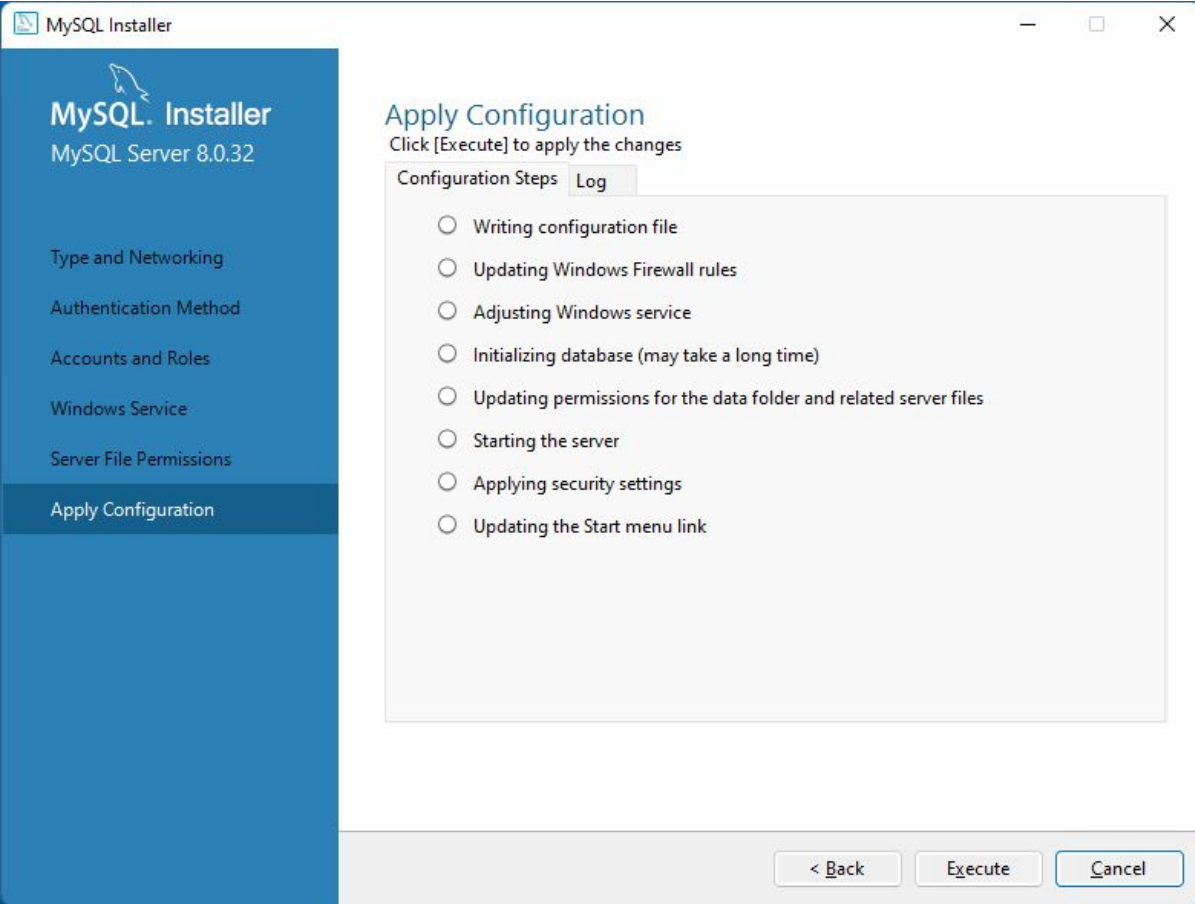 MySQL Installer
MySQL. Installer
MySQL Server 8.0.32
Type and Networking
Authentication Method
Accounts and Roles
Windows Service
Server File Permissions
Apply Configuration
Apply Configuration
Click [Execute] to apply the changes
Configuration Steps Log
Writing configuration file
Updating Windows Firewall rules
Adjusting Windows service
Initializing database (may take a long time)
Updating permissions for the data folder and related server files
Starting the server
Applying security settings
Updating the Start menu link
< Back Execute Cancel